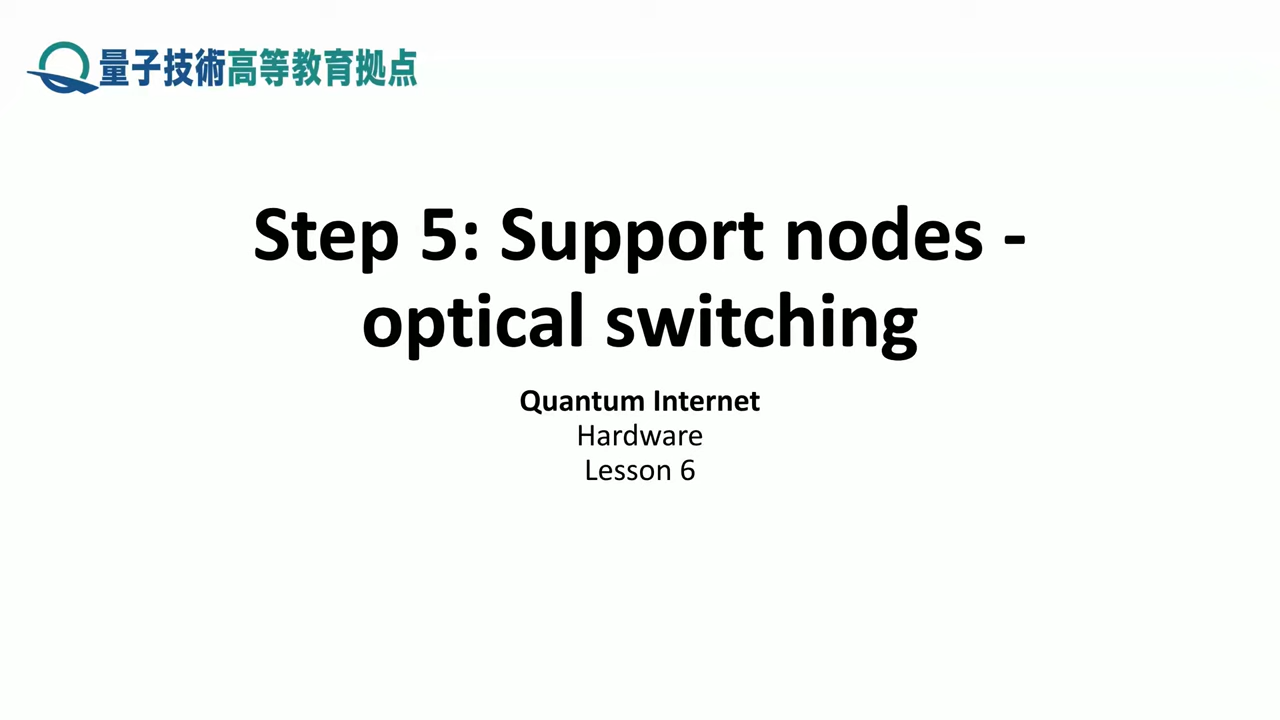 量子技術高等教育拠点
Step 5: Support nodes -
optical switching
Quantum Internet
Hardware
Lesson 6